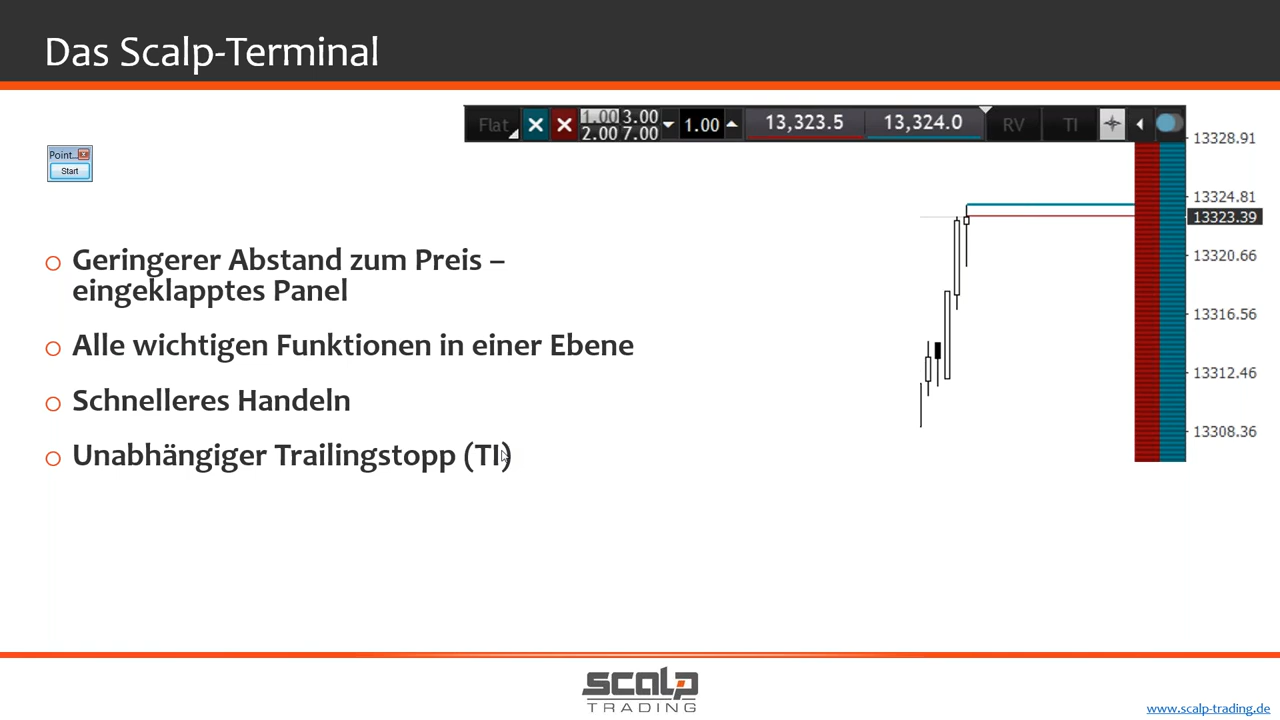 Das Scalp-Terminal
Flat
1.00 3.00
2.00 7.00
1.00
13,323.5
13,324.0
RV
TI
13328.91
Point...
Start
13324.81
13323.39
Geringerer Abstand zum Preis –
eingeklapptes Panel
13320.66
13316.56
Alle wichtigen Funktionen in einer Ebene
13312.46
Schnelleres Handeln
13308.36
Unabhängiger Trailingstopp (TI)
scalp
TRADING
www.scalp-trading.de